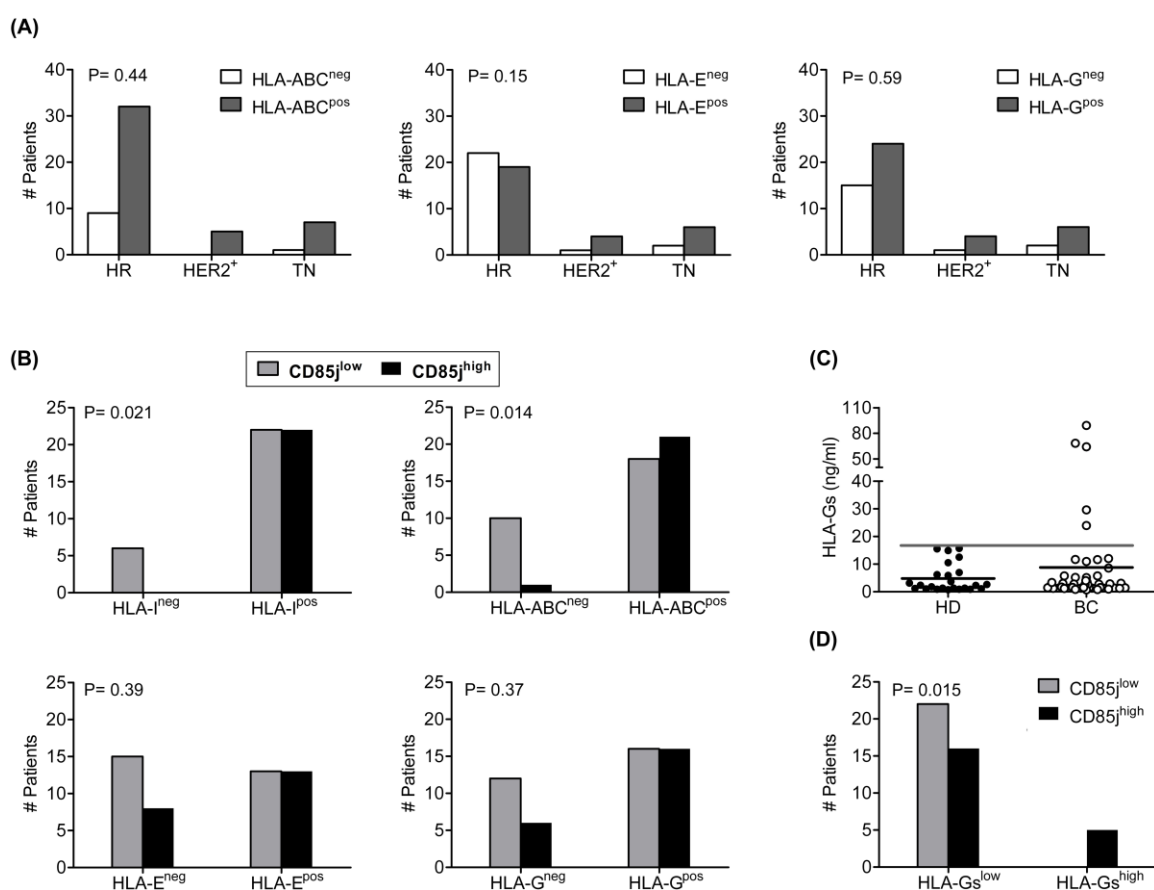 (A)
P= 0.44
HLA-ABCneg
HLA-ABCpos
# Patients
40
30
20
10
0
HR HER2+ TN
P= 0.15
HLA-Eneg
HLA-Epos
# Patients
40
30
20
10
0
HR HER2+ TN
P= 0.59
HLA-Gneg
HLA-Gpos
# Patients
40
30
20
10
0
HR HER2+ TN
(B)
CD85jlow CD85jhigh
P= 0.021
# Patients
25
20
15
10
5
0
HLA-Ineg HLA-Ipos
P= 0.014
# Patients
25
20
15
10
5
0
HLA-ABCneg HLA-ABCpos
(C)
HLA-Gs (ng/ml)
110
80
50
40
30
20
10
0
HD BC
P= 0.39
# Patients
25
20
15
10
5
0
HLA-Eneg HLA-Epos
P= 0.37
# Patients
25
20
15
10
5
0
HLA-Gneg HLA-Gpos
(D)
P= 0.015
CD85jlow
CD85jhigh
# Patients
25
20
15
10
5
0
HLA-Gslow HLA-Gshigh